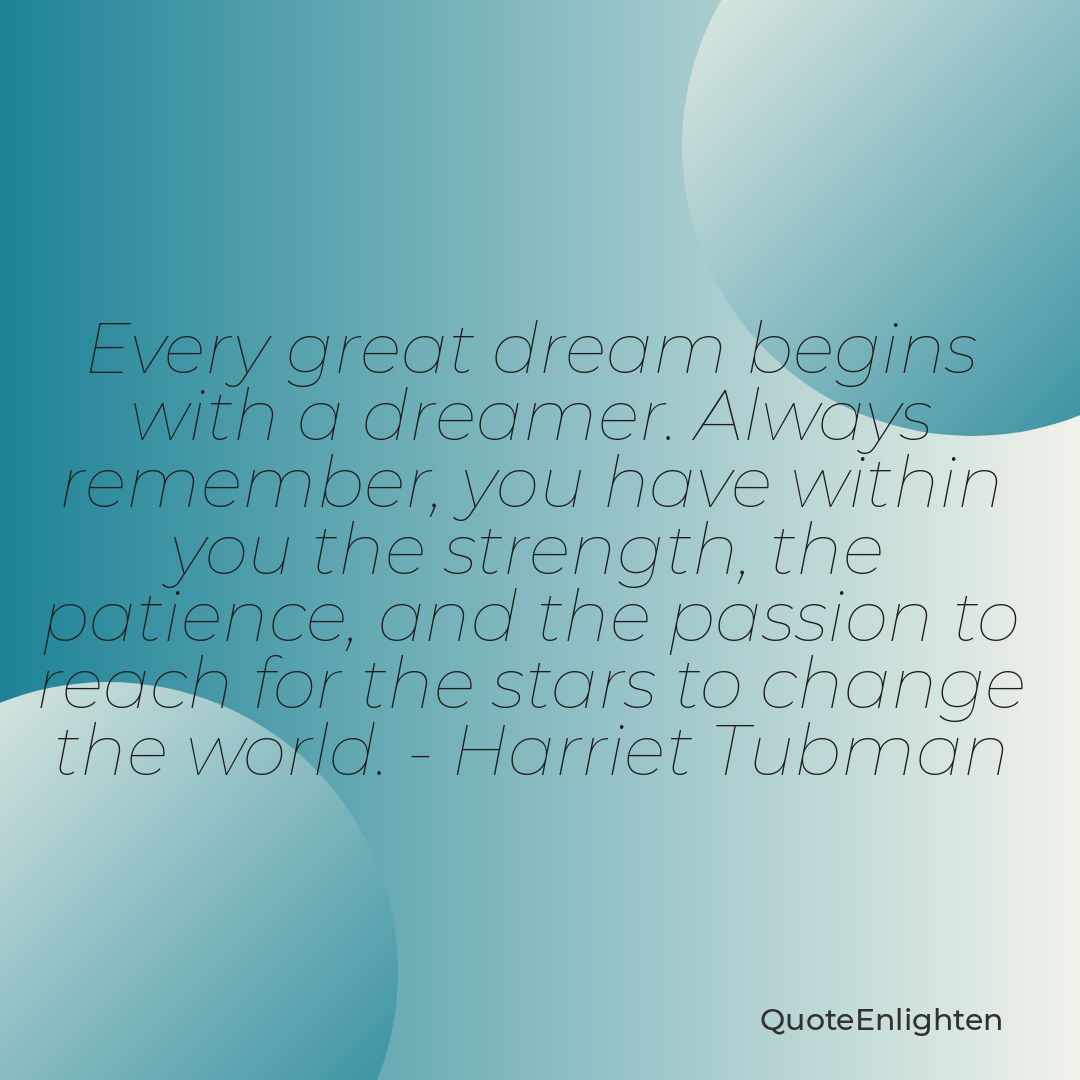 Every great dream begins
with a dreamer. Always
remember, you have within
you the strength, the
patience, and the passion to
reach for the stars to change
the world. - Harriet Tubman
QuoteEnlighten